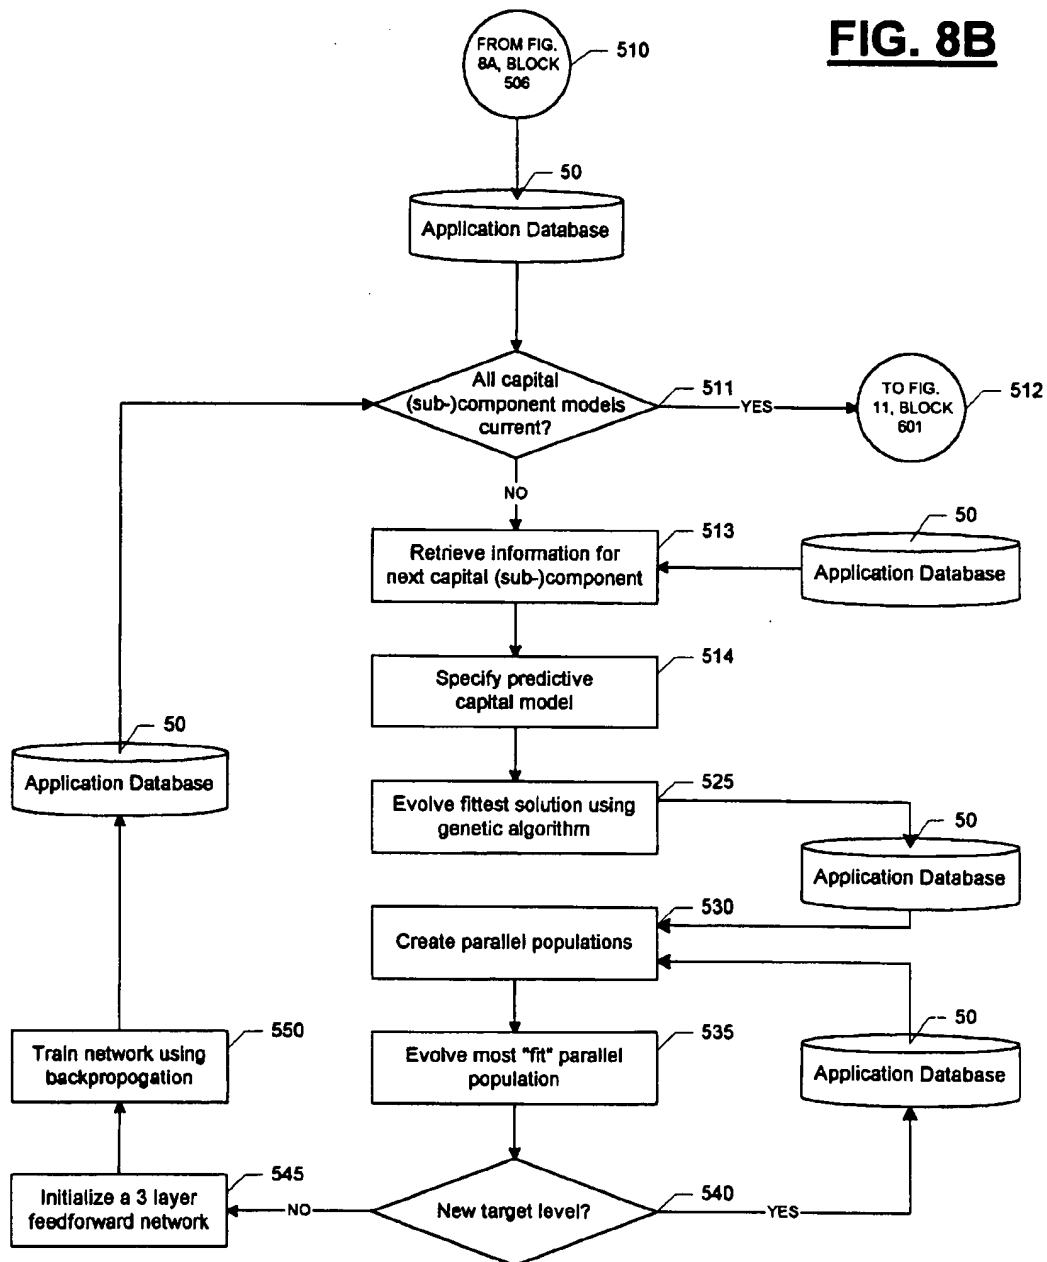 FIG. 8B
FROM FIG.
8A, BLOCK
506
510
50
Application Database
All capital
(sub-)component models
current?
511
YES
TO FIG.
11, BLOCK
601
512
NO
513
Retrieve information for
next capital (sub-)component
50
Application Database
514
Specify predictive
capital model
50
Application Database
525
Evolve fittest solution using
genetic algorithm
50
Application Database
530
Create parallel populations
535
Evolve most "fit" parallel
population
50
Application Database
550
Train network using
backpropogation
545
Initialize a 3 layer
feedforward network
NO
New target level?
540
YES